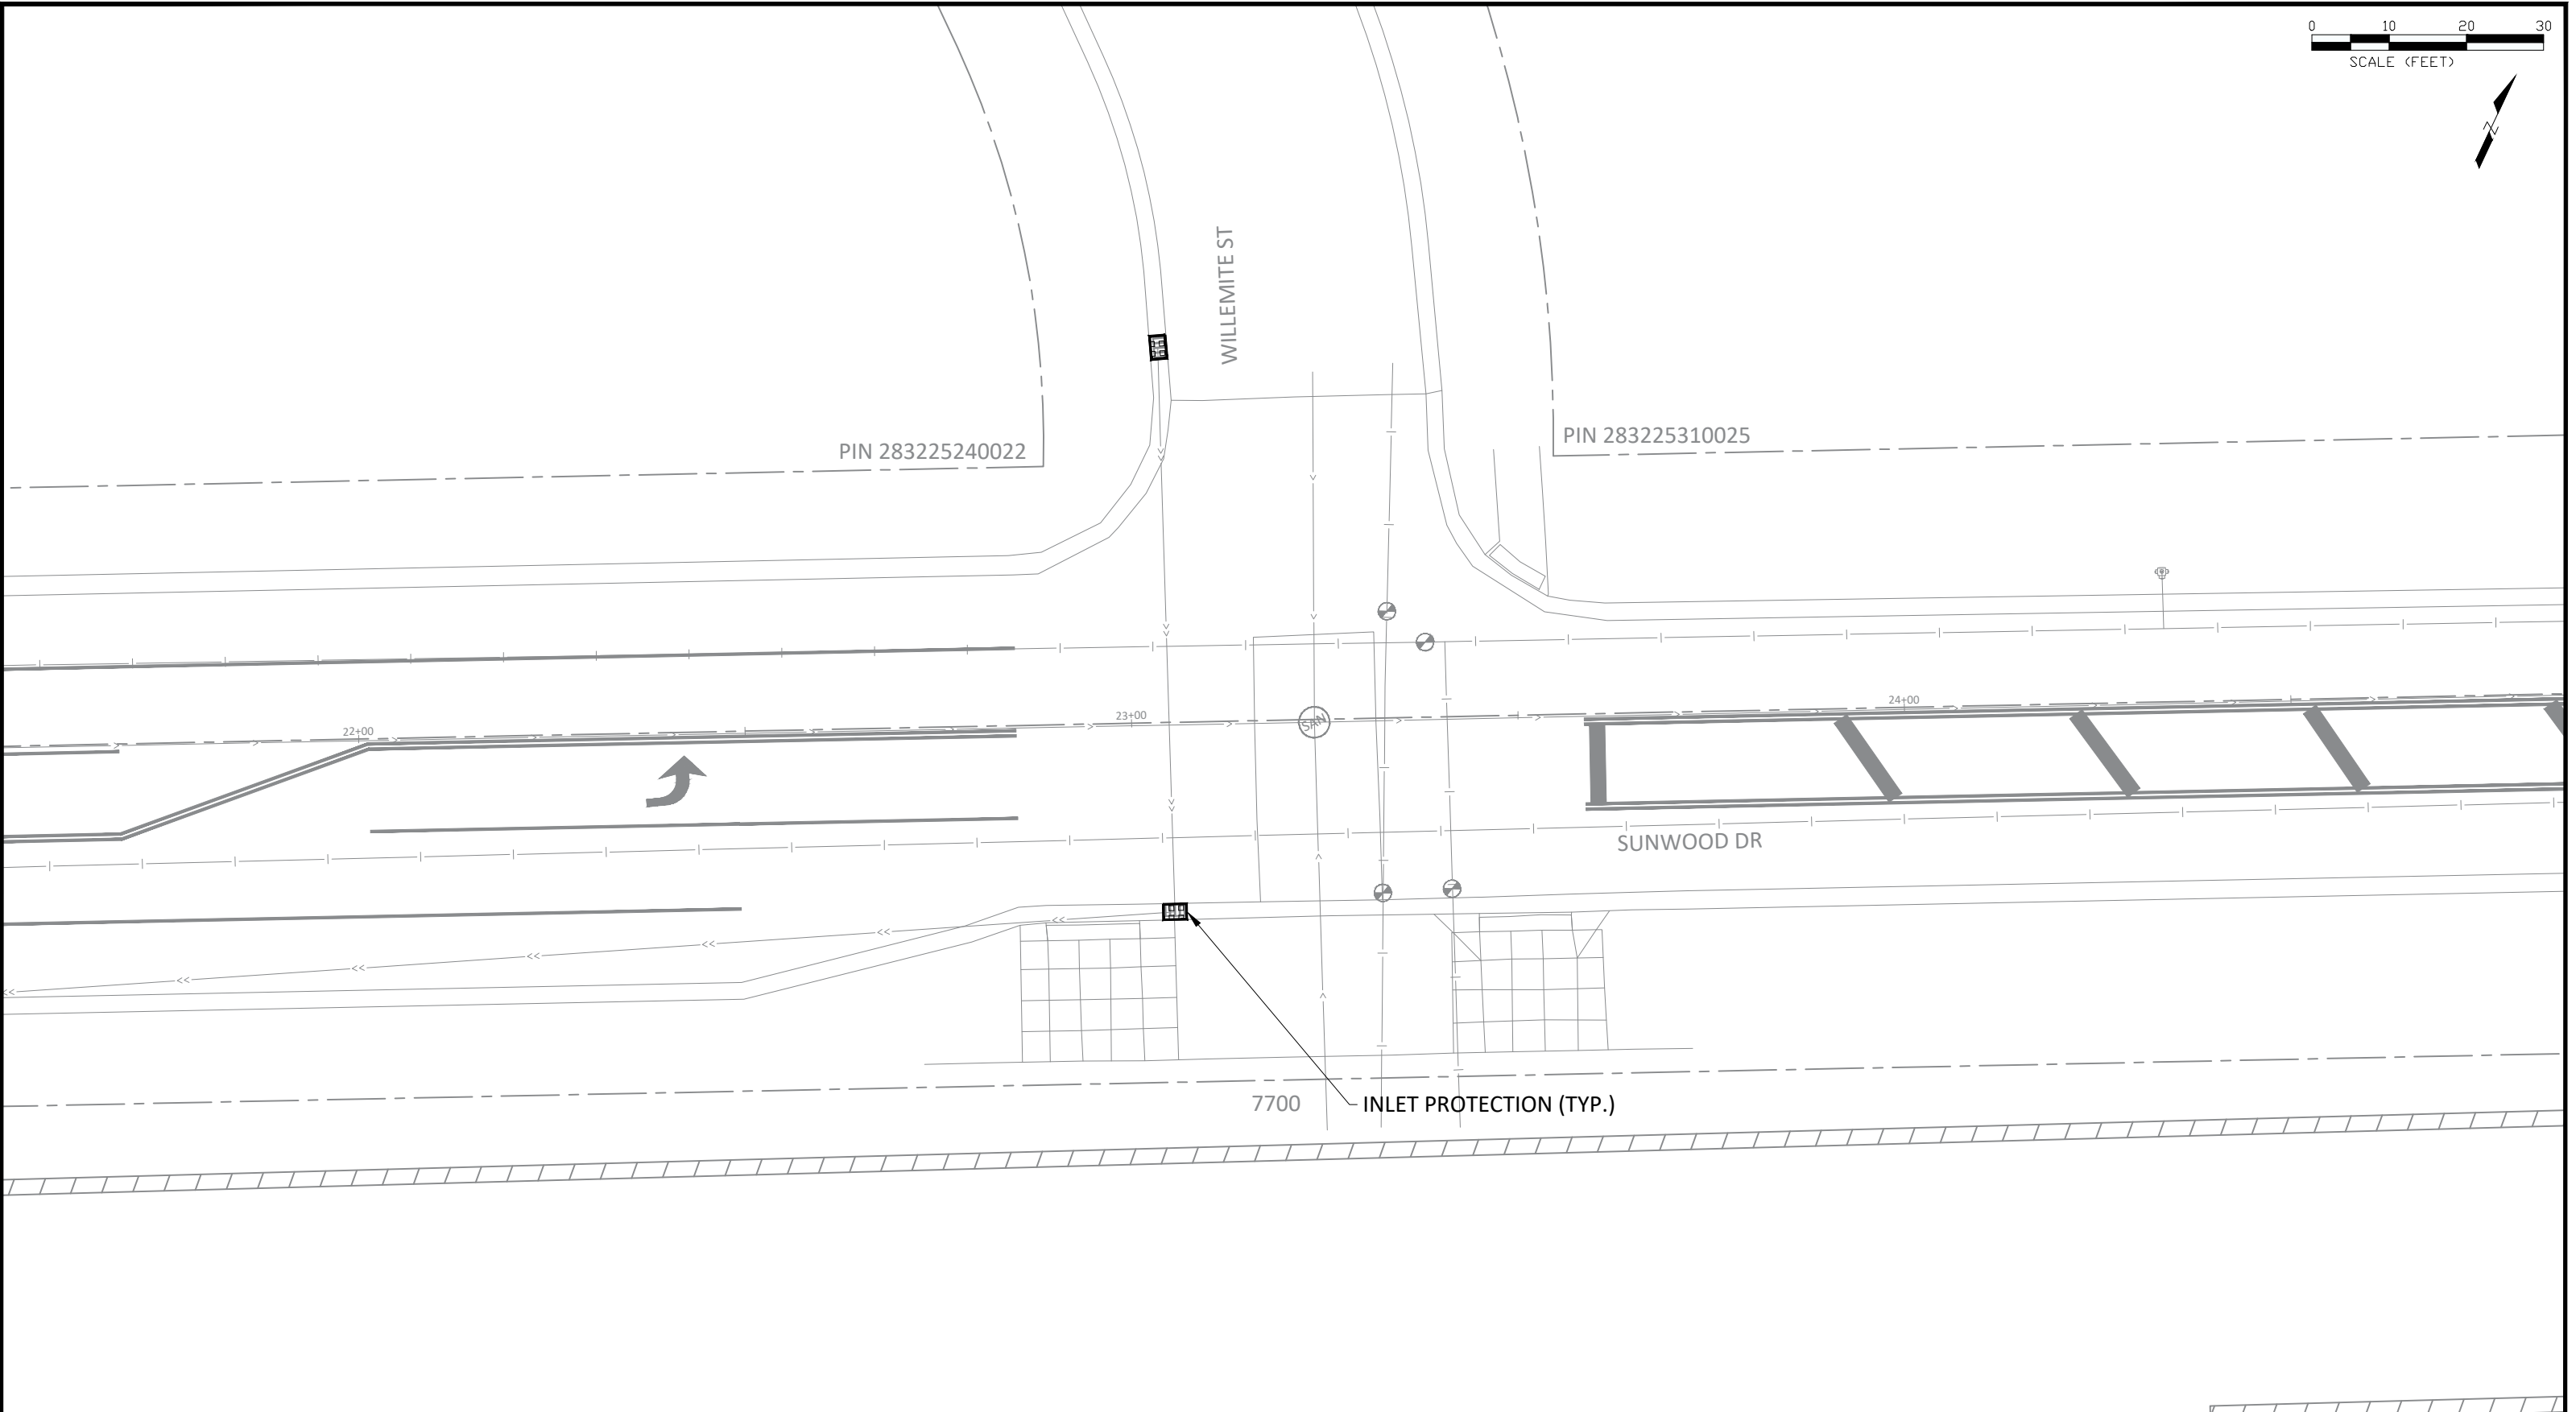 0 10 20 30
SCALE (FEET)
N
WILLEMITE ST
PIN 283225240022
PIN 283225310025
22+00
23+00
24+00
SAN
SUNWOOD DR
7700
INLET PROTECTION (TYP.)